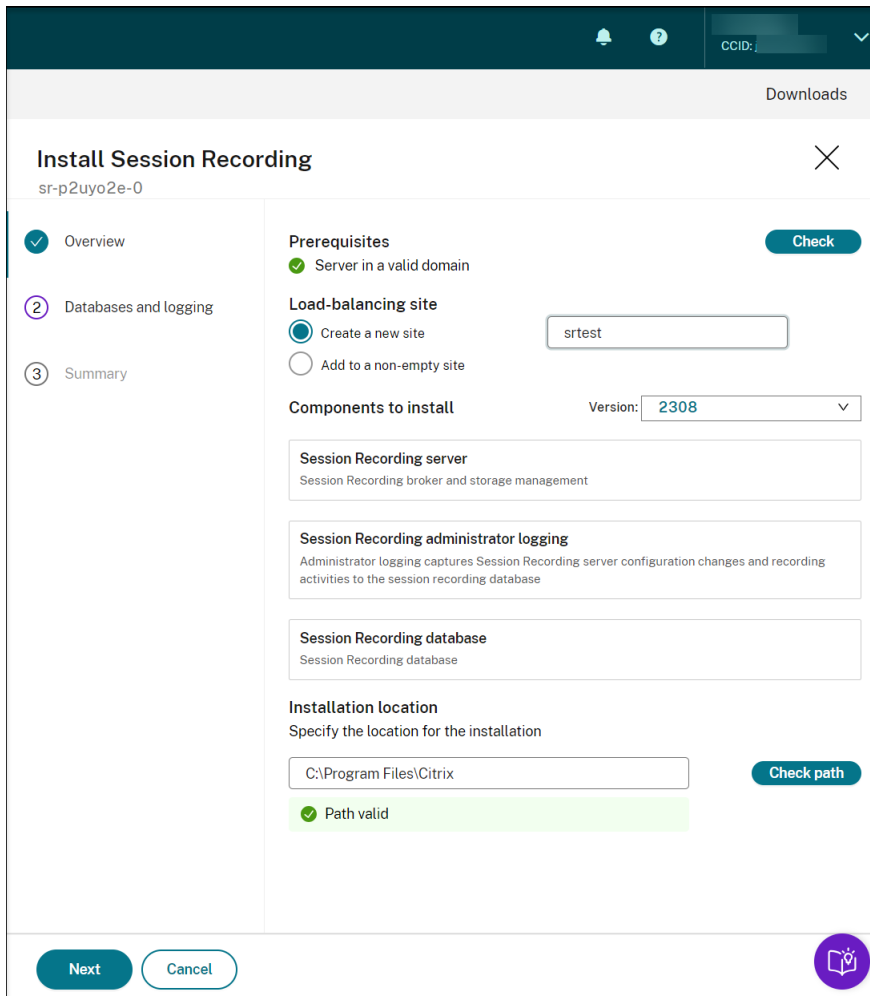 CCID:
Downloads
Install Session Recording
sr-p2uyo2e-0
Overview
2 Databases and logging
3 Summary
Prerequisites
Check
Server in a valid domain
Load-balancing site
Create a new site
srtest
Add to a non-empty site
Components to install
Version: 2308
Session Recording server
Session Recording broker and storage management
Session Recording administrator logging
Administrator logging captures Session Recording server configuration changes and recording
activities to the session recording database
Session Recording database
Session Recording database
Installation location
Specify the location for the installation
C:\Program Files\Citrix
Check path
Path valid
Next
Cancel